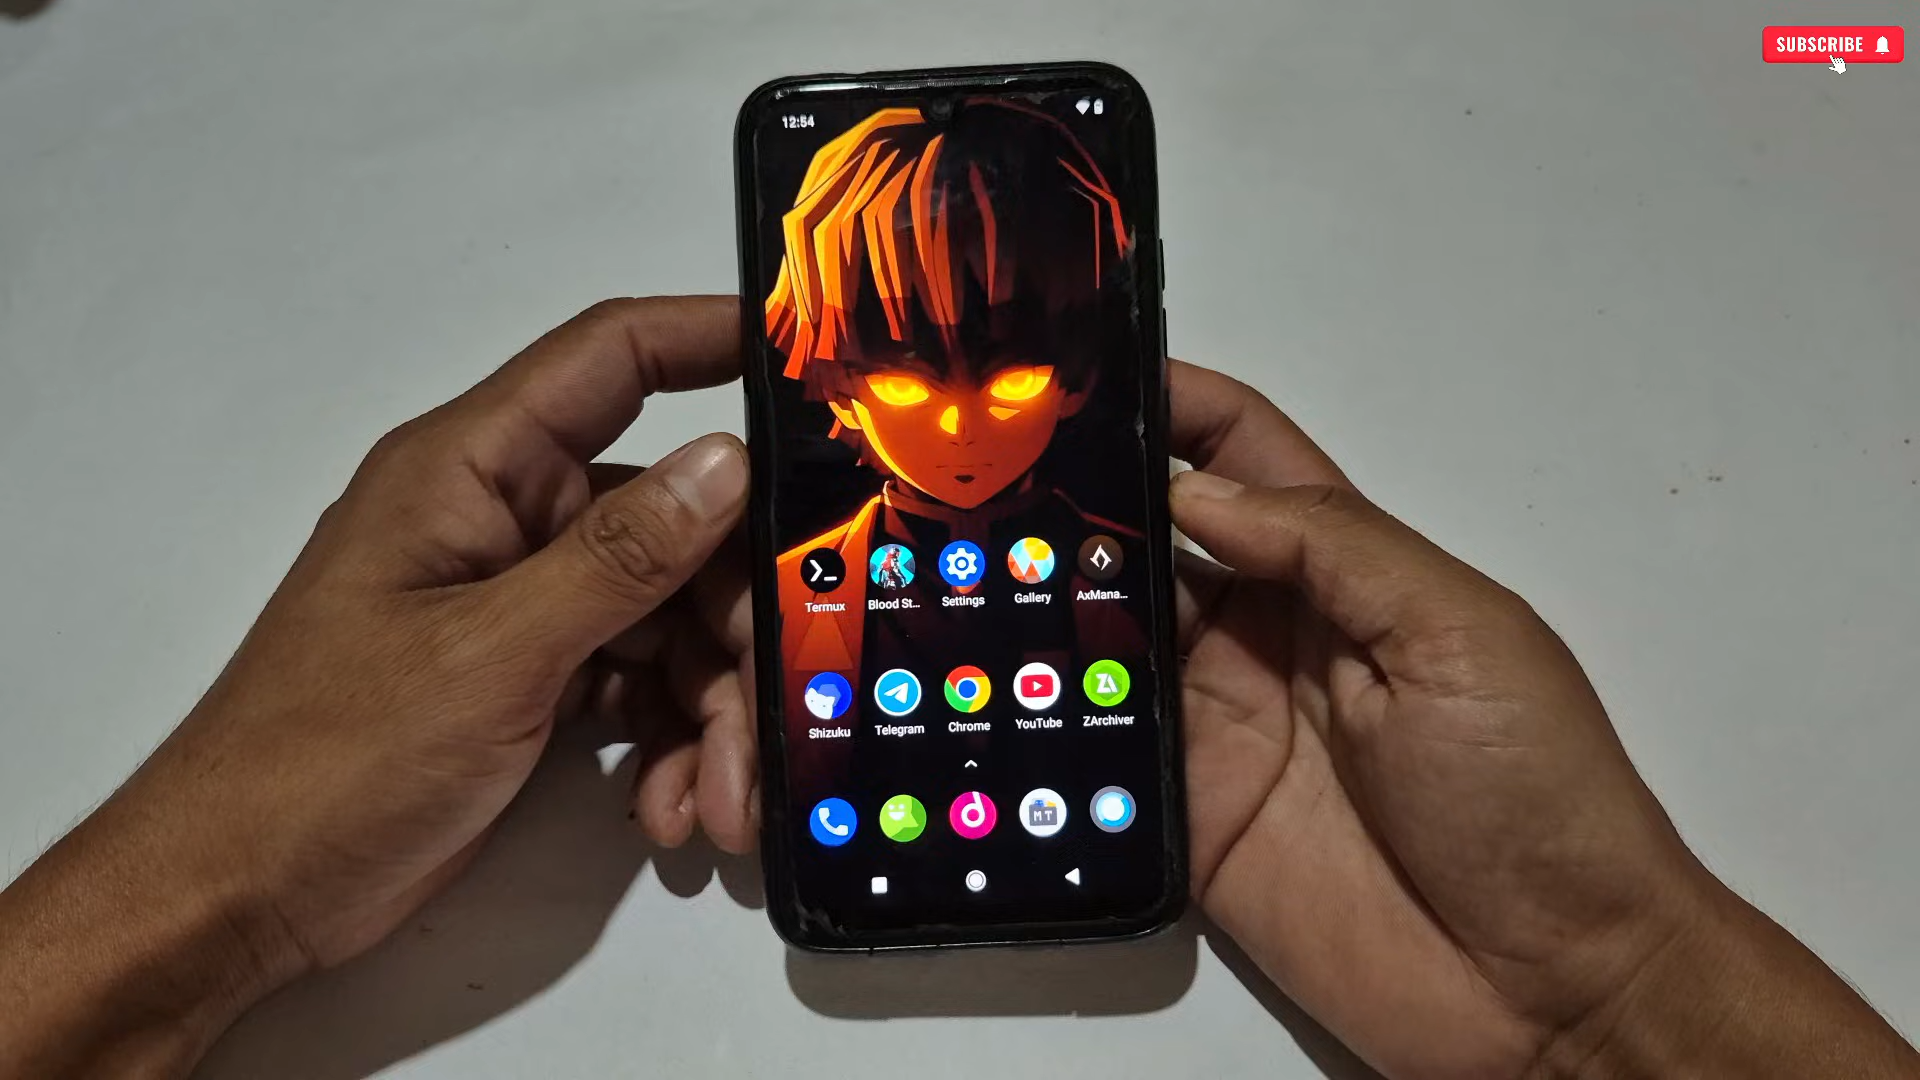 SUBSCRIBE
12:54
Termux
Blood St...
Settings
Gallery
AxMana...
Shizuku
Telegram
Chrome
YouTube
ZArchiver
MT